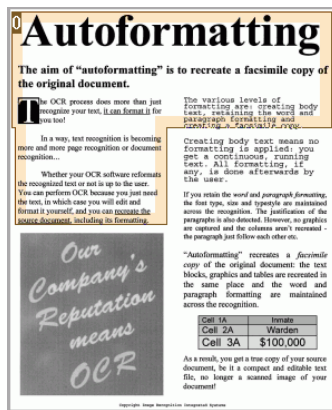 0
Autoformatting
The aim of "autoformatting" is to recreate a facsimile copy of
the original document.
The OCR process does more than just
recognize your text, it can format it for
you too!
In a way, text recognition is becoming
more and more page recognition or document
recognition…
Whether your OCR software reformats
the recognized text or not is up to the user.
You can perform OCR because you just need
the text, in which case you will edit and
format it yourself, and you can recreate the
source document, including its formatting.
Our
Company's
Reputation
means
OCR
The various levels of
formatting are: creating body
text, retaining the word and
paragraph formatting and
creating a facsimile copy.
Creating body text means no
formatting is applied: you
get a continuous, running
text. All formatting, if
any, is done afterwards by
the user.
If you retain the word and paragraph formatting,
the font type, size and typestyle are maintained
across the recognition. The justification of the
paragraphs is also detected. However, no graphics
are captured and the columns aren't recreated -
the paragraph just follow each other etc.
"Autoformatting" recreates a facsimile
copy of the original document: the text
blocks, graphics and tables are recreated in
the same place and the word and
paragraph formatting are maintained
across the recognition.
Cell 1A Inmate
Cell 2A Warden
Cell 3A $100,000
As a result, you get a true copy of your source
document, be it a compact and editable text
file, no longer a scanned image of your
document!
Copyright Image Recognition Integrated Systems